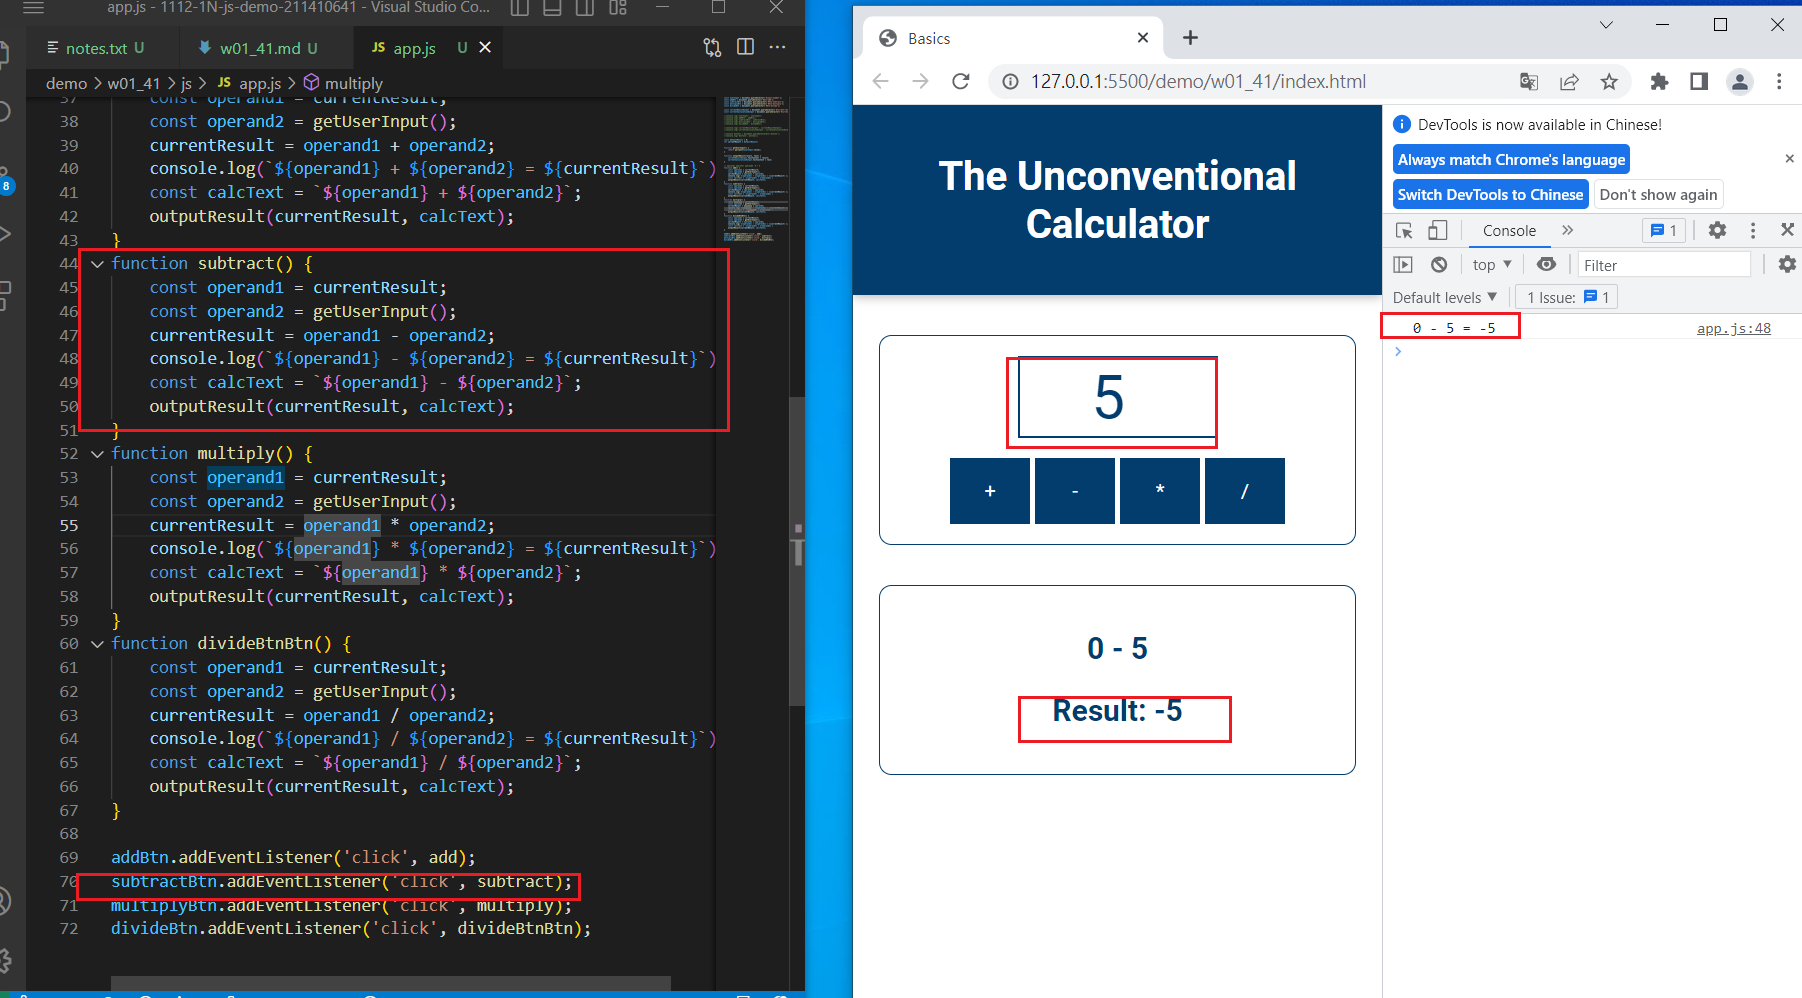 app.js - 1112-1N-js-demo-211410641 - Visual Studio Co...
notes.txt U
w01_41.md U
JS app.js U
demo > w01_41 > js > JS app.js > multiply
37 const operand1 = currentResult;
38 const operand2 = getUserInput();
39 currentResult = operand1 + operand2;
40 console.log(`${operand1} + ${operand2} = ${currentResult}`)
41 const calcText = `${operand1} + ${operand2}`;
42 outputResult(currentResult, calcText);
43 }
44 function subtract() {
45 const operand1 = currentResult;
46 const operand2 = getUserInput();
47 currentResult = operand1 - operand2;
48 console.log(`${operand1} - ${operand2} = ${currentResult}`)
49 const calcText = `${operand1} - ${operand2}`;
50 outputResult(currentResult, calcText);
51 }
52 function multiply() {
53 const operand1 = currentResult;
54 const operand2 = getUserInput();
55 currentResult = operand1 * operand2;
56 console.log(`${operand1} * ${operand2} = ${currentResult}`)
57 const calcText = `${operand1} * ${operand2}`;
58 outputResult(currentResult, calcText);
59 }
60 function divideBtnBtn() {
61 const operand1 = currentResult;
62 const operand2 = getUserInput();
63 currentResult = operand1 / operand2;
64 console.log(`${operand1} / ${operand2} = ${currentResult}`)
65 const calcText = `${operand1} / ${operand2}`;
66 outputResult(currentResult, calcText);
67 }
68
69 addBtn.addEventListener('click', add);
70 subtractBtn.addEventListener('click', subtract);
71 multiplyBtn.addEventListener('click', multiply);
72 divideBtn.addEventListener('click', divideBtnBtn);
8
Basics
127.0.0.1:5500/demo/w01_41/index.html
The Unconventional
Calculator
5
+ - * /
0 - 5
Result: -5
DevTools is now available in Chinese!
Always match Chrome's language
Switch DevTools to Chinese
Don't show again
Console
1
top
Filter
Default levels
1 Issue: 1
0 - 5 = -5
app.js:48